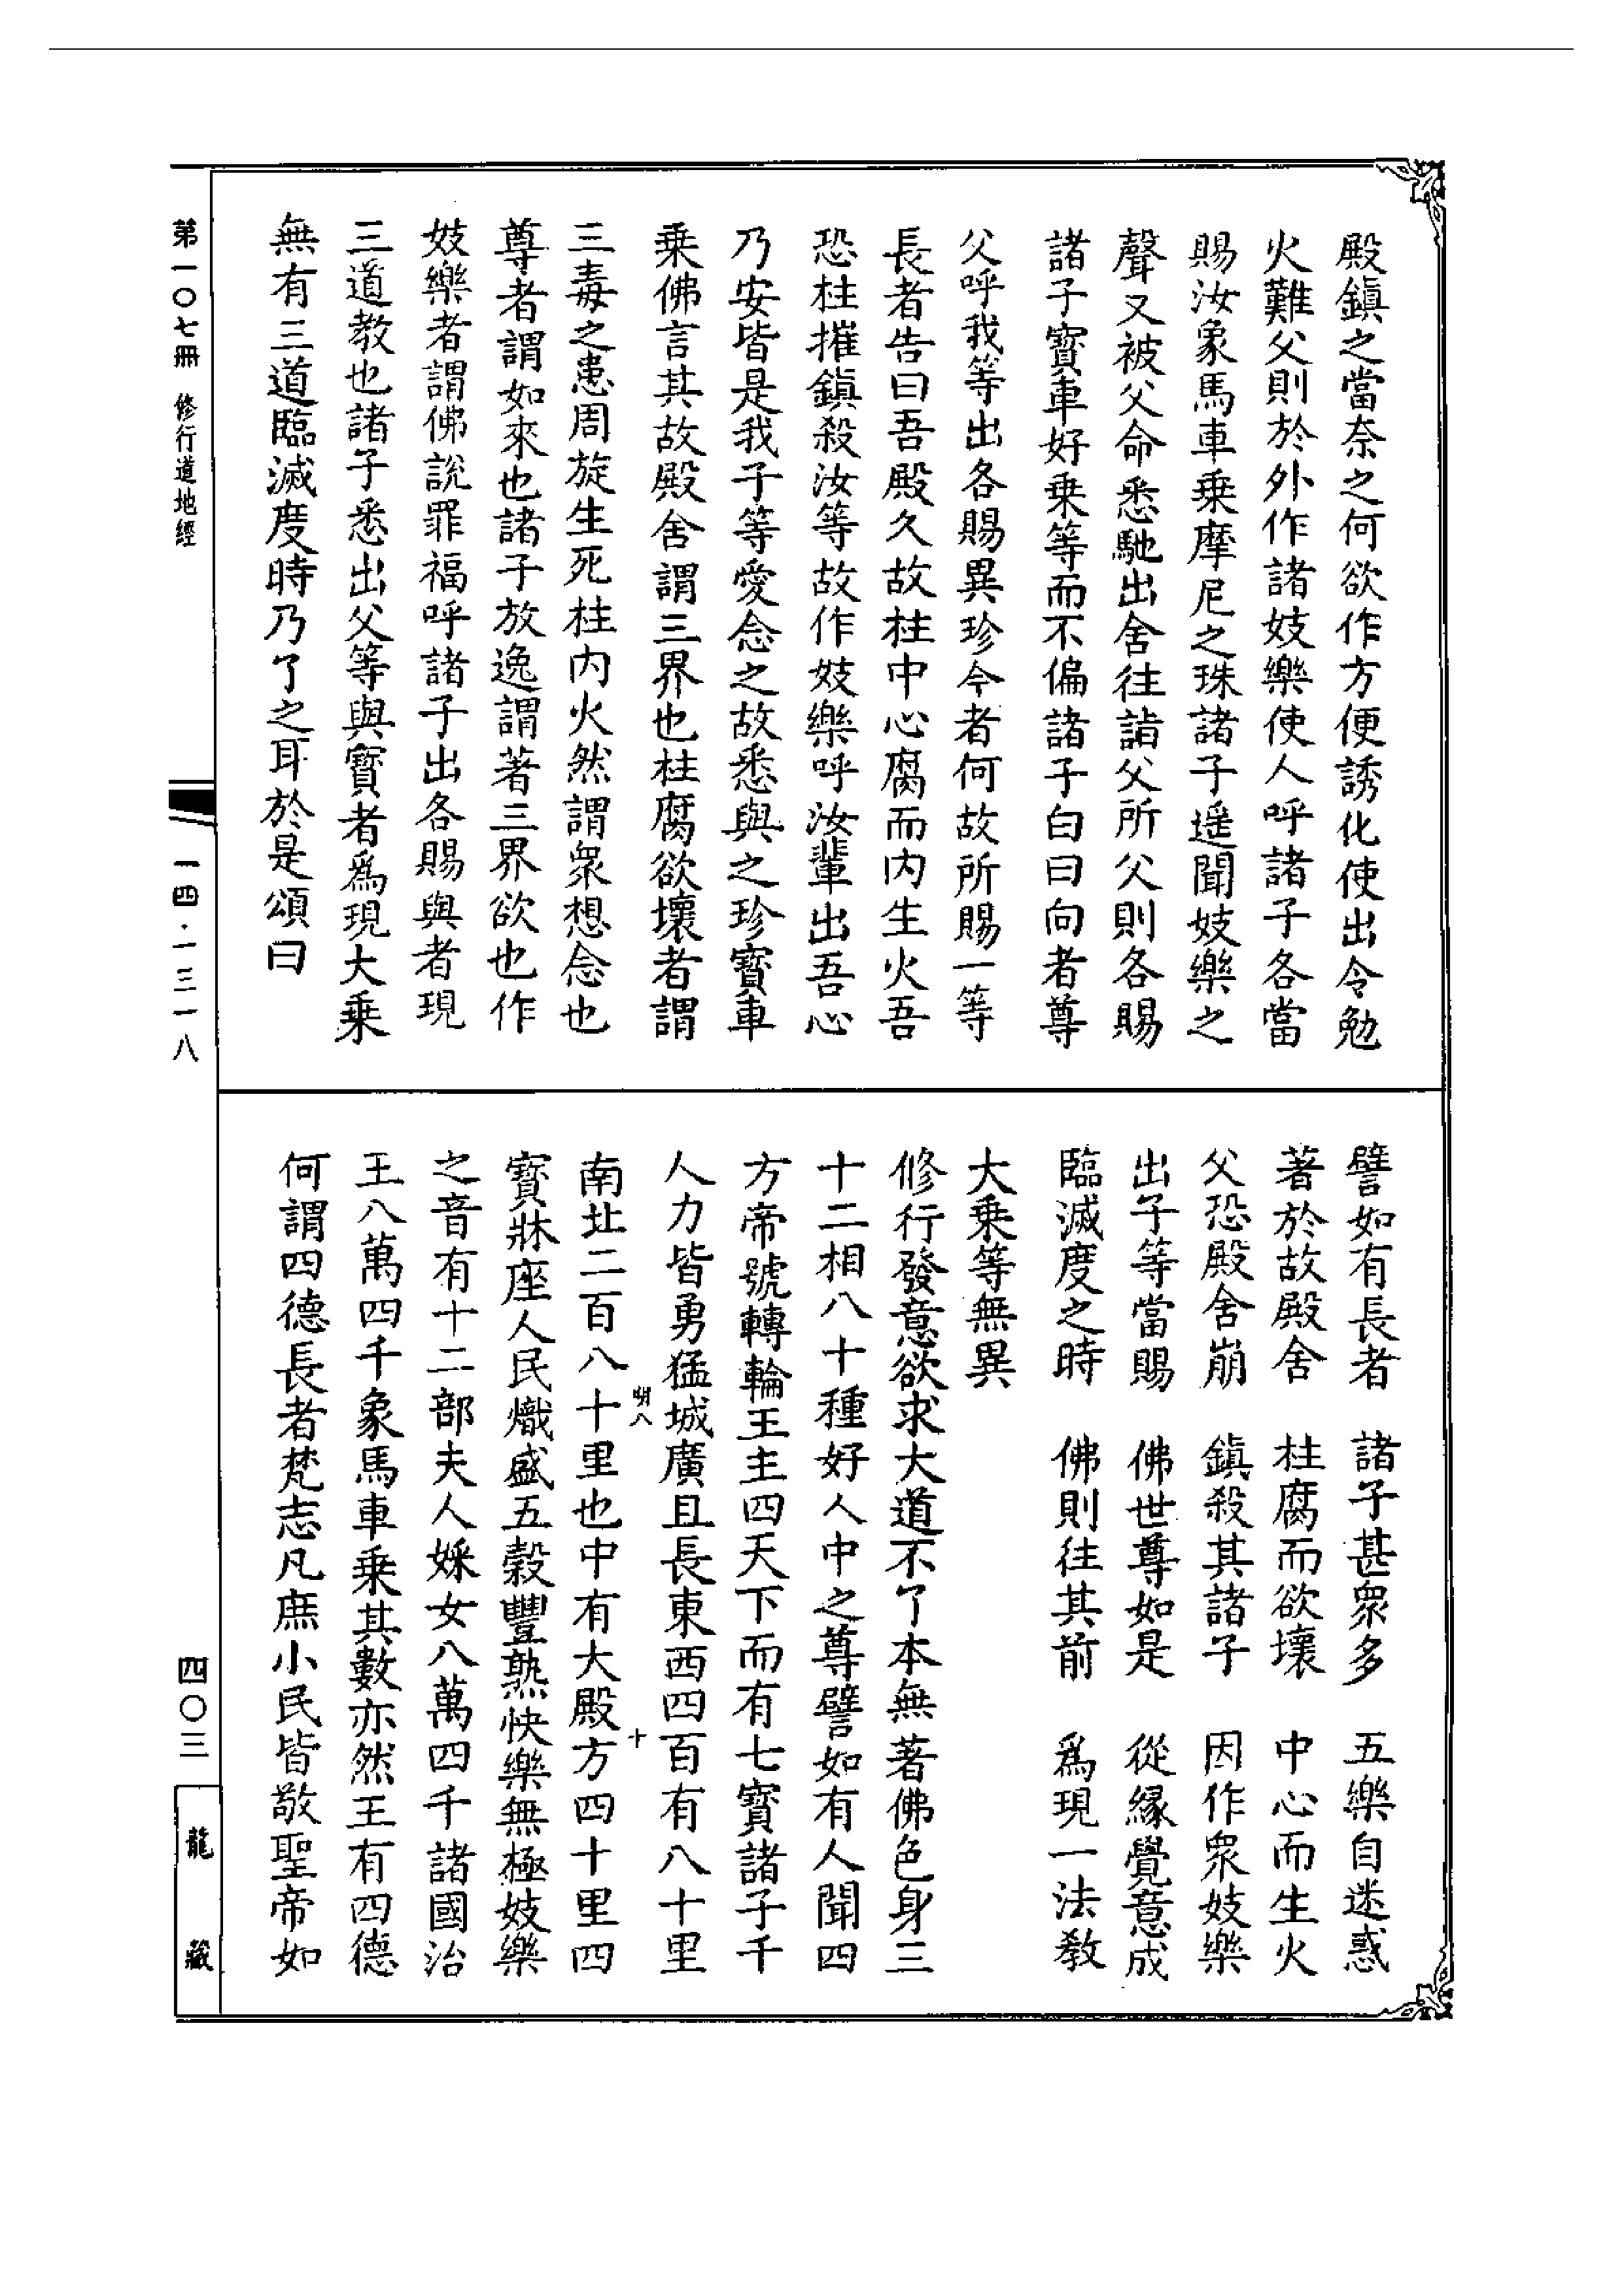 殿鎭之當奈之何欲作方便誘化使出令勉
火難父則於外作諸妓樂使人呼諸子各當
賜汝象馬車乗摩尼之珠諸子遥聞妓樂之
聲又被父命悉馳出舍往詣父所父則各賜
諸子寳車好乗等而不偏諸子白曰向者尊
父呼我等出各賜異珍今者何故所賜一等
長者告曰吾殿久故柱中心腐而内生火吾
恐柱摧鎭殺汝等故作妓樂呼汝輩出吾心
乃安皆是我子等愛念之故悉與之珍寳車
乗佛言其故殿舍謂三界也柱腐欲壞者謂
三毒之患周旋生死柱内火然謂衆想念也
尊者謂如來也諸子放逸謂著三界欲也作
妓樂者謂佛説罪福呼諸子出各賜與者現
三道教也諸子悉出父等與寳者爲現大乗
無有三道臨滅度時乃了之耳於是頌曰
譬如有長者　諸子甚衆多　五樂自迷惑
著於故殿舍　柱腐而欲壞　中心而生火
父恐殿舍崩　鎭殺其諸子　因作衆妓樂
出子等當賜　佛世尊如是　從緣覺意成
臨滅度之時　佛則往其前　爲現一法教
大乗等無異
修行發意欲求大道不了本無著佛色身三
十二相八十種好人中之尊譬如有人聞四
方帝號轉輪王主四天下而有七寳諸子千
人力皆勇猛城廣且長東西四百有八十里
南北二百八十里也中有大殿方四十里四
寳牀座人民熾盛五穀豐熟快樂無極妓樂
之音有十二部夫人婇女八萬四千諸國治
王八萬四千象馬車乗其數亦然王有四德
何謂四德長者梵志凡庶小民皆敬聖帝如
八
十
第一〇七冊　修行道地經
一四·一三一八
四〇三
龍藏